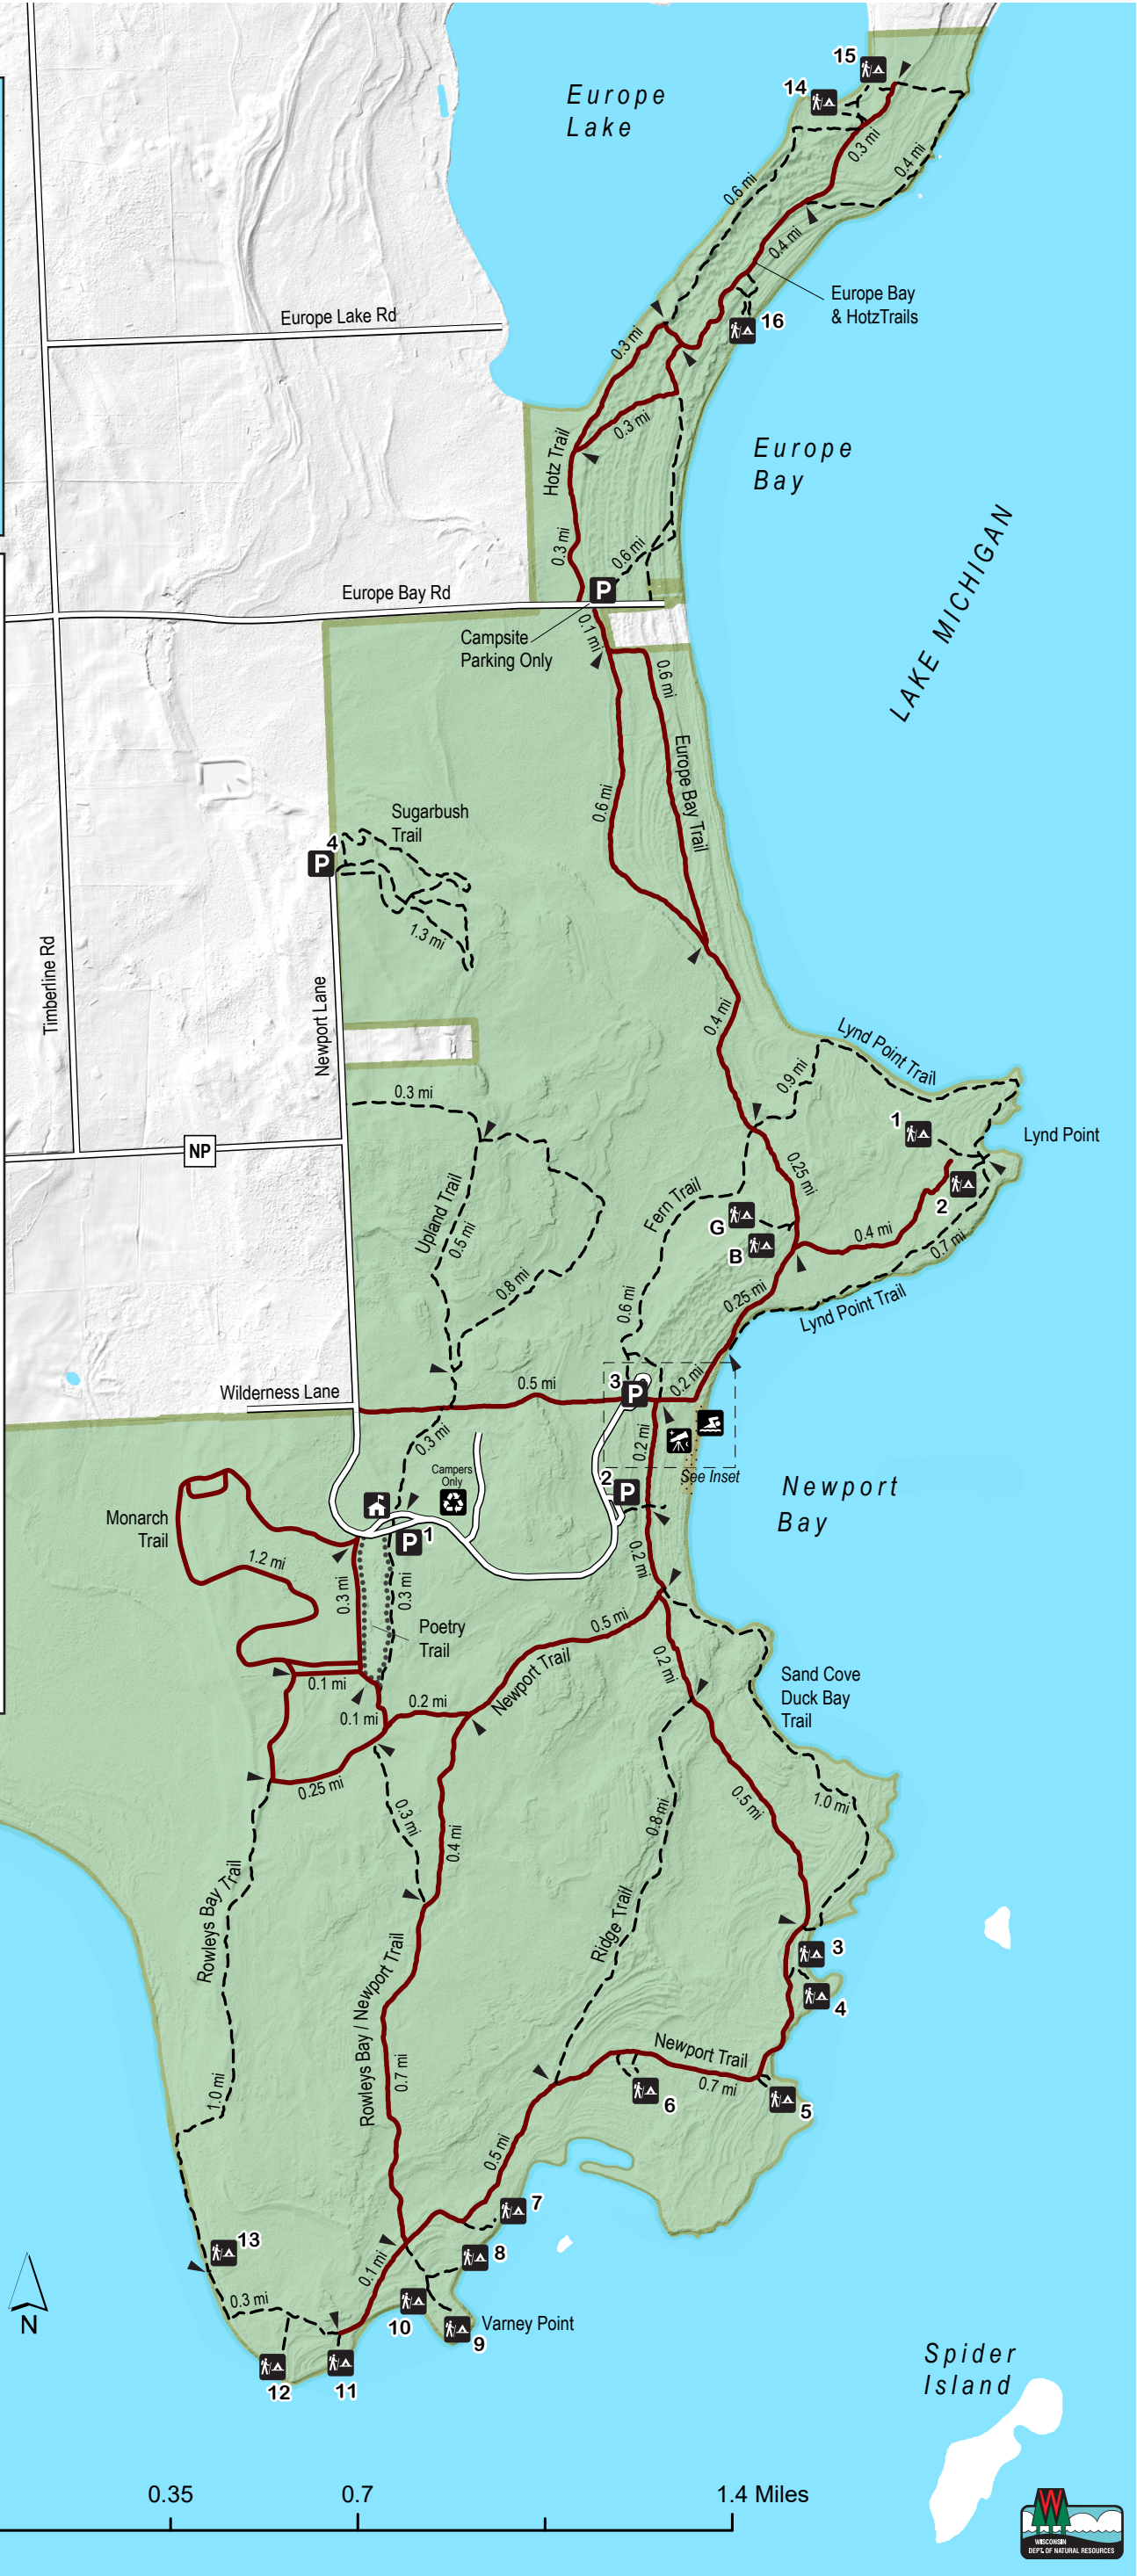 15
Europe
Lake
14
0.3 mi
0.4 mi
0.6 mi
0.4 mi
Europe Bay
& HotzTrails
16
Europe Lake Rd
0.3 mi
0.3 mi
Hotz Trail
Europe
Bay
LAKE MICHIGAN
0.3 mi
0.6 mi
P
Europe Bay Rd
Campsite
Parking Only
0.1 mi
0.6 mi
Europe Bay Trail
0.6 mi
Sugarbush
Trail
4
P
1.3 mi
Timberline Rd
Newport Lane
0.4 mi
Lynd Point Trail
0.9 mi
0.3 mi
1
Lynd Point
NP
0.25 mi
2
Upland Trail
0.5 mi
Fern Trail
G
B
0.4 mi
0.7 mi
0.8 mi
0.6 mi
0.25 mi
Lynd Point Trail
Wilderness Lane
0.5 mi
3
P
0.2 mi
0.3 mi
0.2 mi
Campers
Only
See Inset
2
P
Newport
Bay
Monarch
Trail
1
P
1.2 mi
0.3 mi
0.3 mi
0.2 mi
Poetry
Trail
0.5 mi
Newport Trail
0.2 mi
Sand Cove
Duck Bay
Trail
0.1 mi
0.1 mi
0.2 mi
0.25 mi
0.3 mi
0.4 mi
0.5 mi
1.0 mi
0.8 mi
Rowleys Bay Trail
Ridge Trail
Rowleys Bay / Newport Trail
3
4
Newport Trail
0.7 mi
0.7 mi
1.0 mi
6
5
0.5 mi
7
13
8
0.1 mi
0.3 mi
10
Varney Point
9
N
12
11
Spider
Island
0.35
0.7
1.4 Miles
W
WISCONSIN
DEPT. OF NATURAL RESOURCES